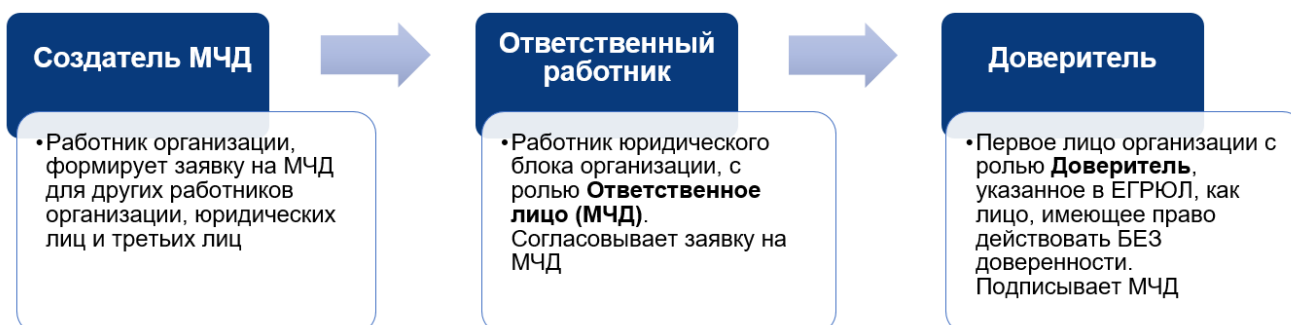 Создатель МЧД
•Работник организации,
формирует заявку на МЧД
для других работников
организации, юридических
лиц и третьих лиц
Ответственный
работник
•Работник юридического
блока организации, с
ролью Ответственное
лицо (МЧД).
Согласовывает заявку на
МЧД
Доверитель
•Первое лицо организации с
ролью Доверитель,
указанное в ЕГРЮЛ, как
лицо, имеющее право
действовать БЕЗ
доверенности.
Подписывает МЧД